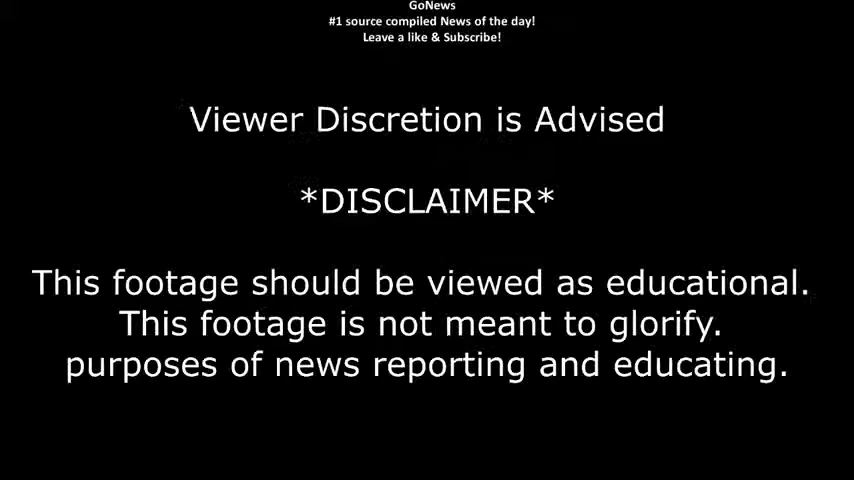 GoNews
#1 source compiled News of the day!
Leave a like & Subscribe!
Viewer Discretion is Advised
*DISCLAIMER*
This footage should be viewed as educational.
This footage is not meant to glorify.
purposes of news reporting and educating.